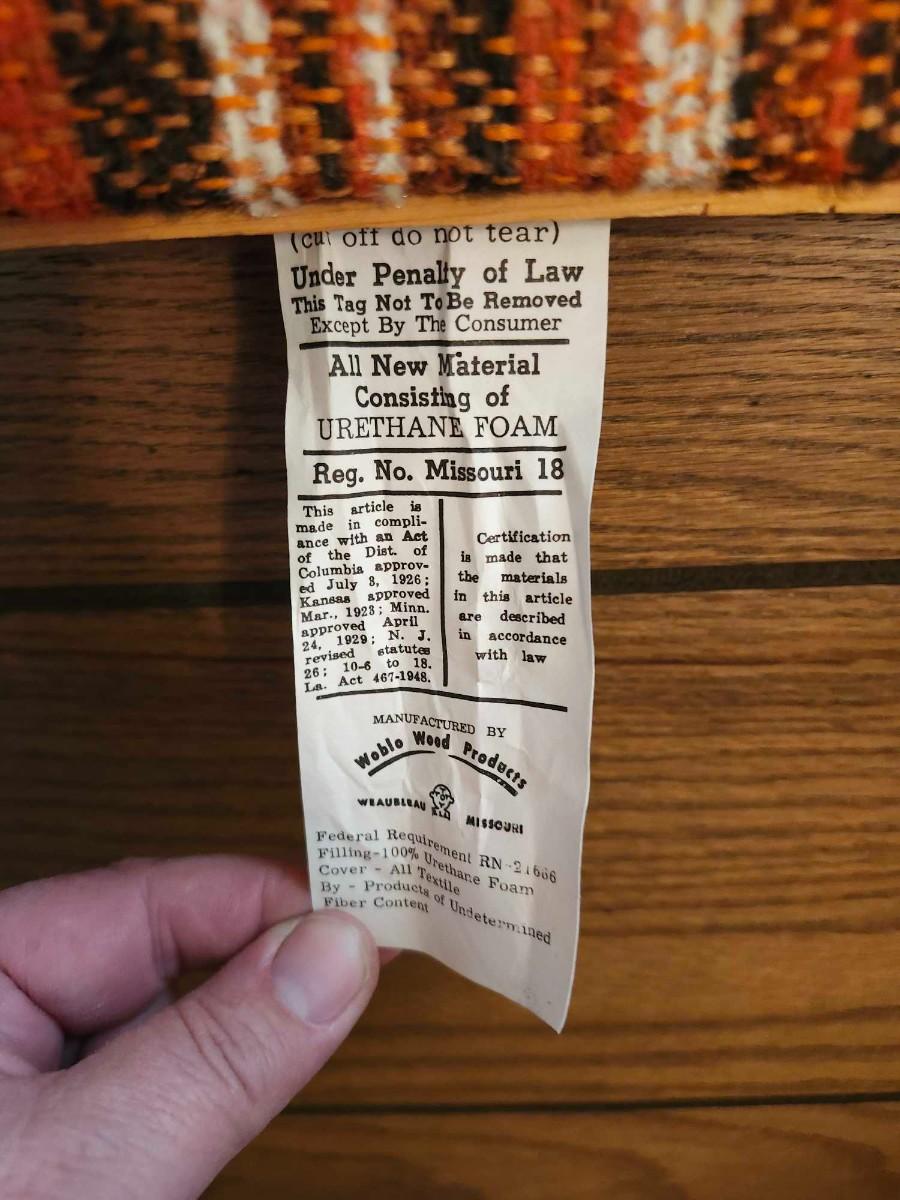 (cut off do not tear)
Under Penalty of Law
This Tag Not To Be Removed
Except By The Consumer
All New Material
Consisting of
URETHANE FOAM
Reg. No. Missouri 18
This article is
made in compli-
ance with an Act
of the Dist. of
Columbia approv-
ed July 8, 1926;
Kansas approved
Mar., 1923; Minn.
approved April
24, 1929; N. J.
revised statutes
26; 10-6 to 18.
La. Act 467-1948.
Certification
is made that
the materials
in this article
are described
in accordance
with law
MANUFACTURED BY
Woblo Wood Products
WEAUBLEAU MISSOURI
Federal Requirement RN-21666
Filling-100% Urethane Foam
Cover - All Textile
By - Products of Undetermined
Fiber Content